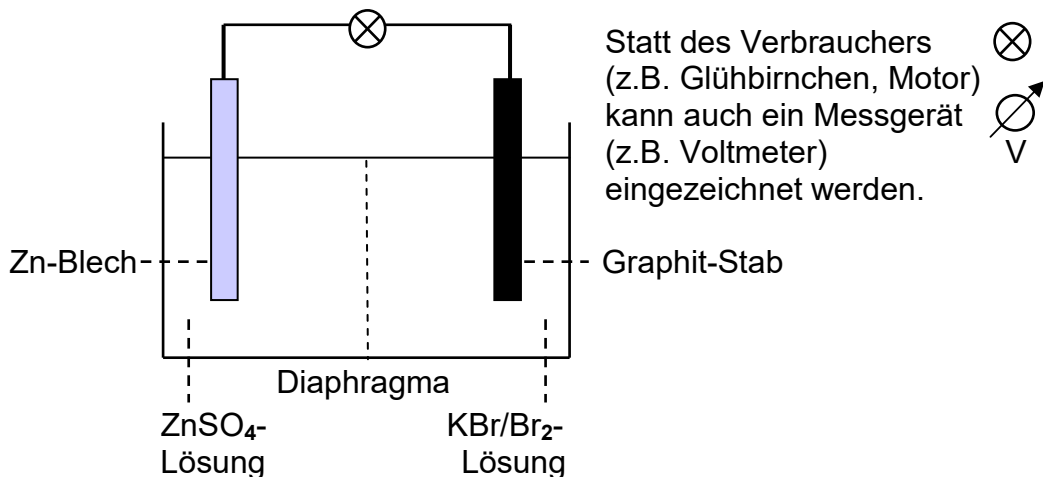 Statt des Verbrauchers
(z.B. Glühbirnchen, Motor)
kann auch ein Messgerät
(z.B. Voltmeter)
V
eingezeichnet werden.
Zn-Blech
Graphit-Stab
Diaphragma
ZnSO₄-
Lösung
KBr/Br₂-
Lösung